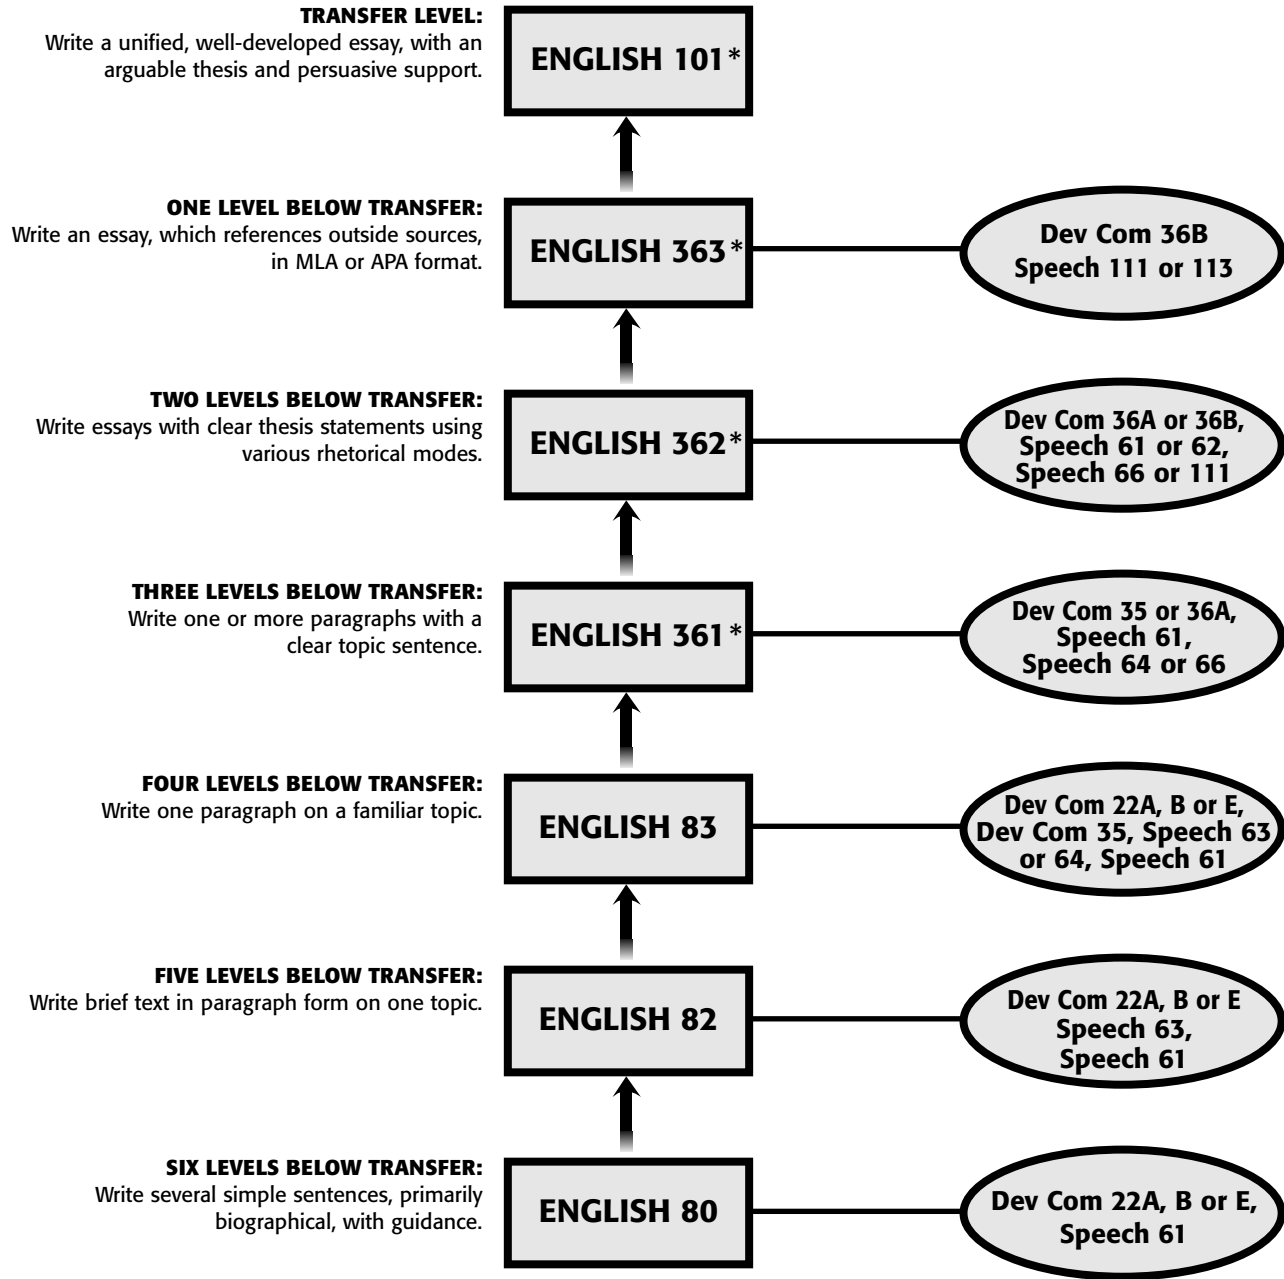 TRANSFER LEVEL:
Write a unified, well-developed essay, with an
arguable thesis and persuasive support.
ENGLISH 101*
ONE LEVEL BELOW TRANSFER:
Write an essay, which references outside sources,
in MLA or APA format.
ENGLISH 363*
Dev Com 36B
Speech 111 or 113
TWO LEVELS BELOW TRANSFER:
Write essays with clear thesis statements using
various rhetorical modes.
ENGLISH 362*
Dev Com 36A or 36B,
Speech 61 or 62,
Speech 66 or 111
THREE LEVELS BELOW TRANSFER:
Write one or more paragraphs with a
clear topic sentence.
ENGLISH 361*
Dev Com 35 or 36A,
Speech 61,
Speech 64 or 66
FOUR LEVELS BELOW TRANSFER:
Write one paragraph on a familiar topic.
ENGLISH 83
Dev Com 22A, B or E,
Dev Com 35, Speech 63
or 64, Speech 61
FIVE LEVELS BELOW TRANSFER:
Write brief text in paragraph form on one topic.
ENGLISH 82
Dev Com 22A, B or E
Speech 63,
Speech 61
SIX LEVELS BELOW TRANSFER:
Write several simple sentences, primarily
biographical, with guidance.
ENGLISH 80
Dev Com 22A, B or E,
Speech 61